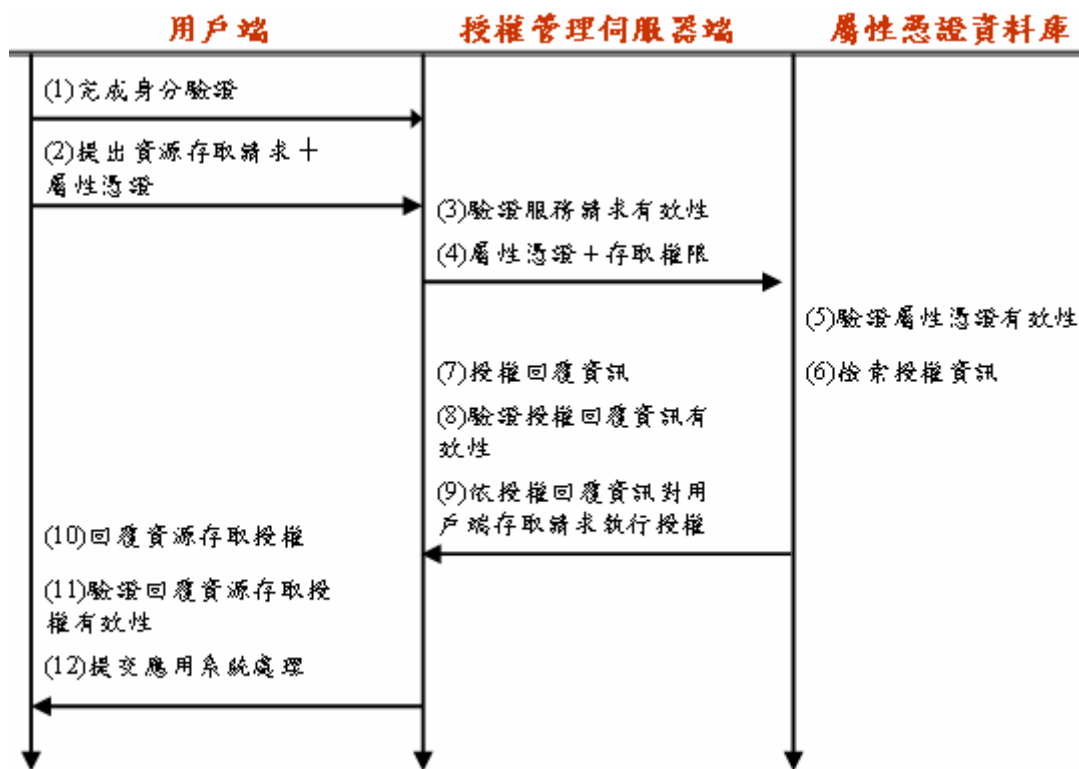 用戶端
授權管理伺服器端
屬性憑證資料庫
(1)完成身分驗證
(2)提出資源存取請求＋
屬性憑證
(3)驗證服務請求有效性
(4)屬性憑證＋存取權限
(5)驗證屬性憑證有效性
(6)檢索授權資訊
(7)授權回覆資訊
(8)驗證授權回覆資訊有
效性
(9)依授權回覆資訊對用
戶端存取請求執行授權
(10)回覆資源存取授權
(11)驗證回覆資源存取授
權有效性
(12)提交應用系統處理